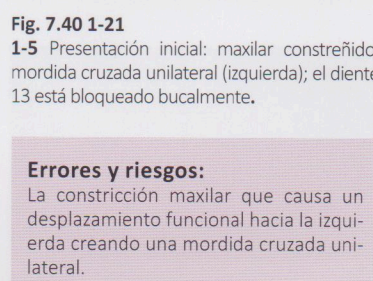 Fig. 7.40 1-21
1-5 Presentación inicial: maxilar constreñido
mordida cruzada unilateral (izquierda); el diente
13 está bloqueado bucalmente.
Errores y riesgos:
La constricción maxilar que causa un
desplazamiento funcional hacia la izqui-
erda creando una mordida cruzada uni-
lateral.